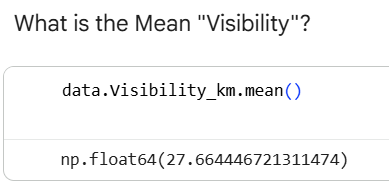 What is the Mean "Visibility"?
data.Visibility_km.mean()
np.float64(27.664446721311474)